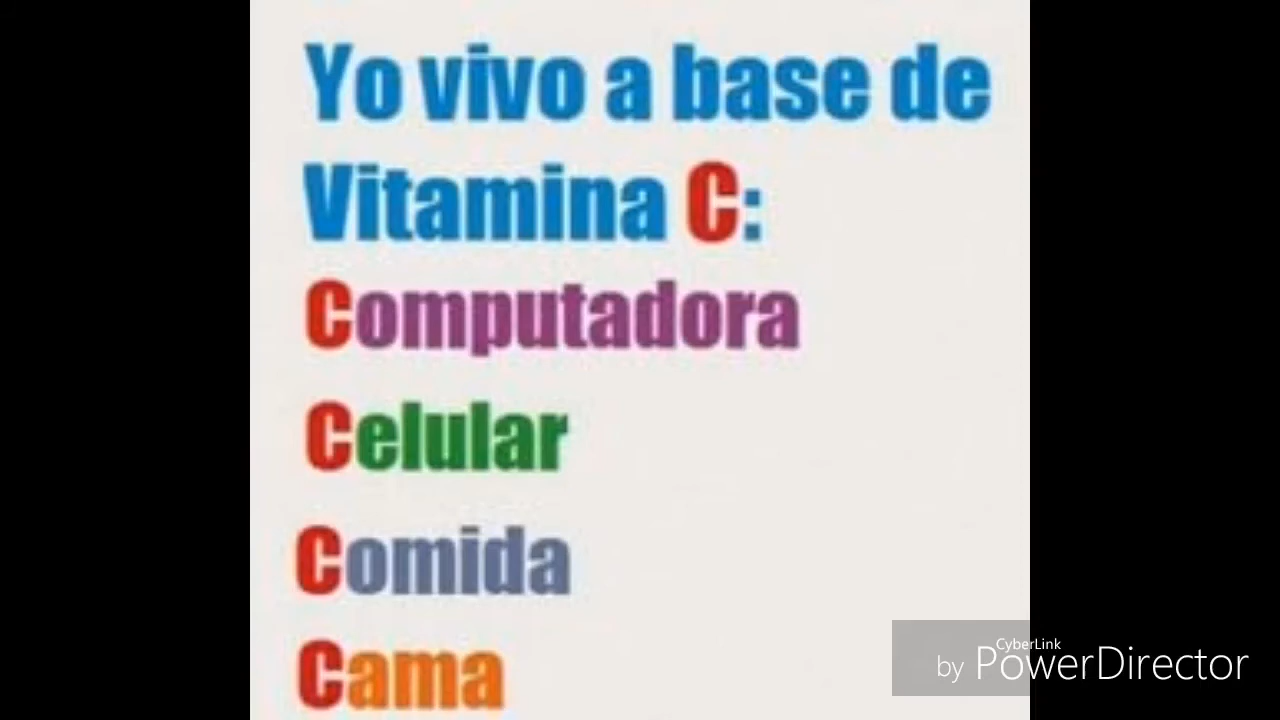 Yo vivo a base de
Vitamina C:
Computadora
Celular
Comida
Cama
CyberLink
by PowerDirector